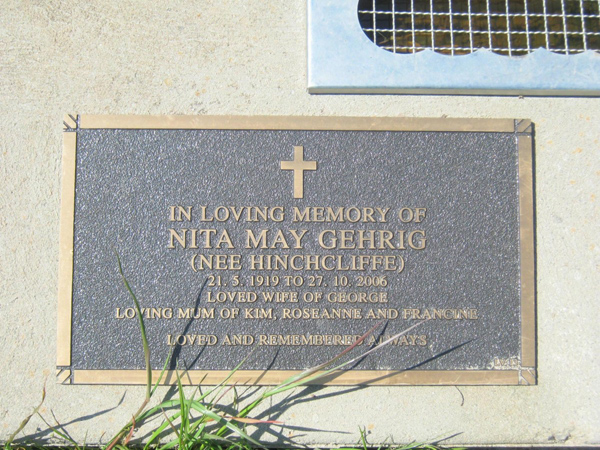 IN LOVING MEMORY OF
NITA MAY GEHRIG
(NEE HINCHCLIFFE)
21. 5. 1919 TO 27. 10. 2006
LOVED WIFE OF GEORGE
LOVING MUM OF KIM, ROSEANNE AND FRANCINE
LOVED AND REMEMBERED ALWAYS